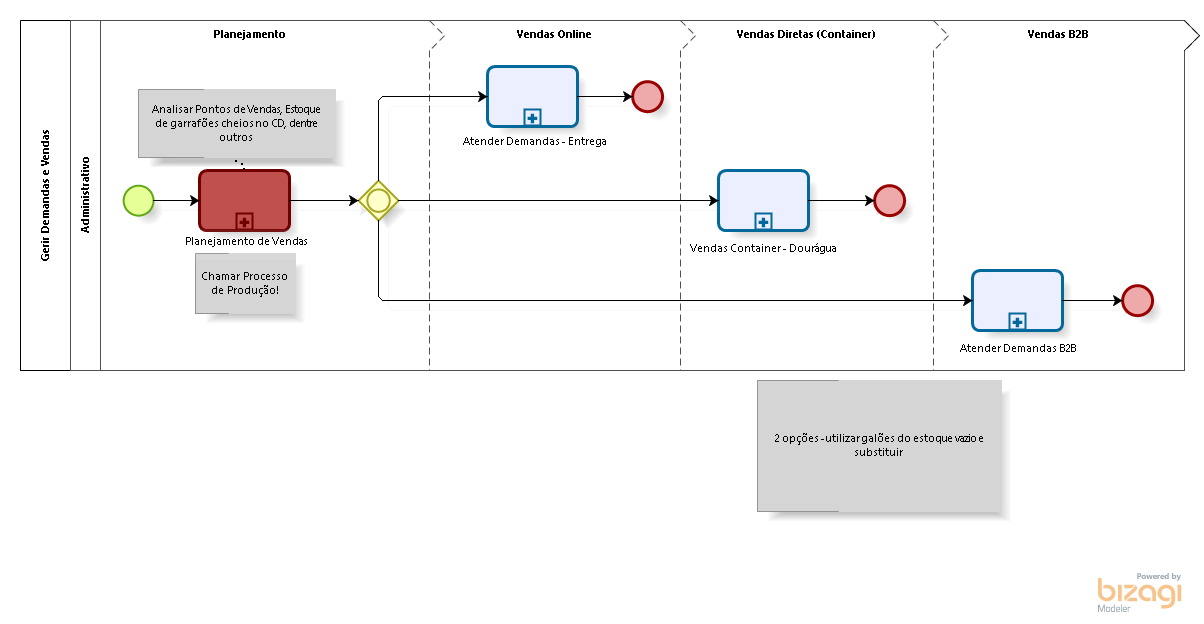 Gerir Demandas e Vendas
Administrativo
Planejamento
Vendas Online
Vendas Diretas (Container)
Vendas B2B
Analisar Pontos de Vendas, Estoque
de garrafões cheios no CD, dentre
outros
Atender Demandas - Entrega
Planejamento de Vendas
Vendas Container - Dourágua
Chamar Processo
de Produção!
Atender Demandas B2B
2 opções - utilizar galões do estoque vazio e
substituir
Powered by
bizagi
Modeler